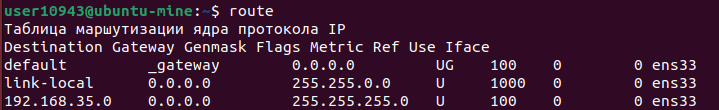 user10943@ubuntu-mine:~$ route
Таблица маршутизации ядра протокола IP
Destination Gateway Genmask Flags Metric Ref Use Iface
default _gateway 0.0.0.0 UG 100 0 0 ens33
link-local 0.0.0.0 255.255.0.0 U 1000 0 0 ens33
192.168.35.0 0.0.0.0 255.255.255.0 U 100 0 0 ens33